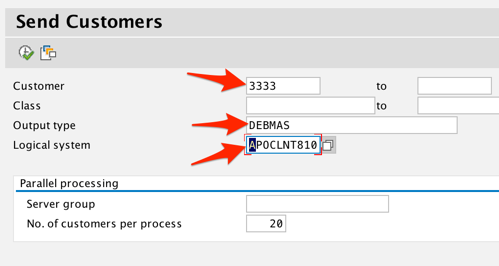 Send Customers
Customer 3333 to
Class to
Output type DEBMAS
Logical system APOCLNT810
Parallel processing
Server group
No. of customers per process 20